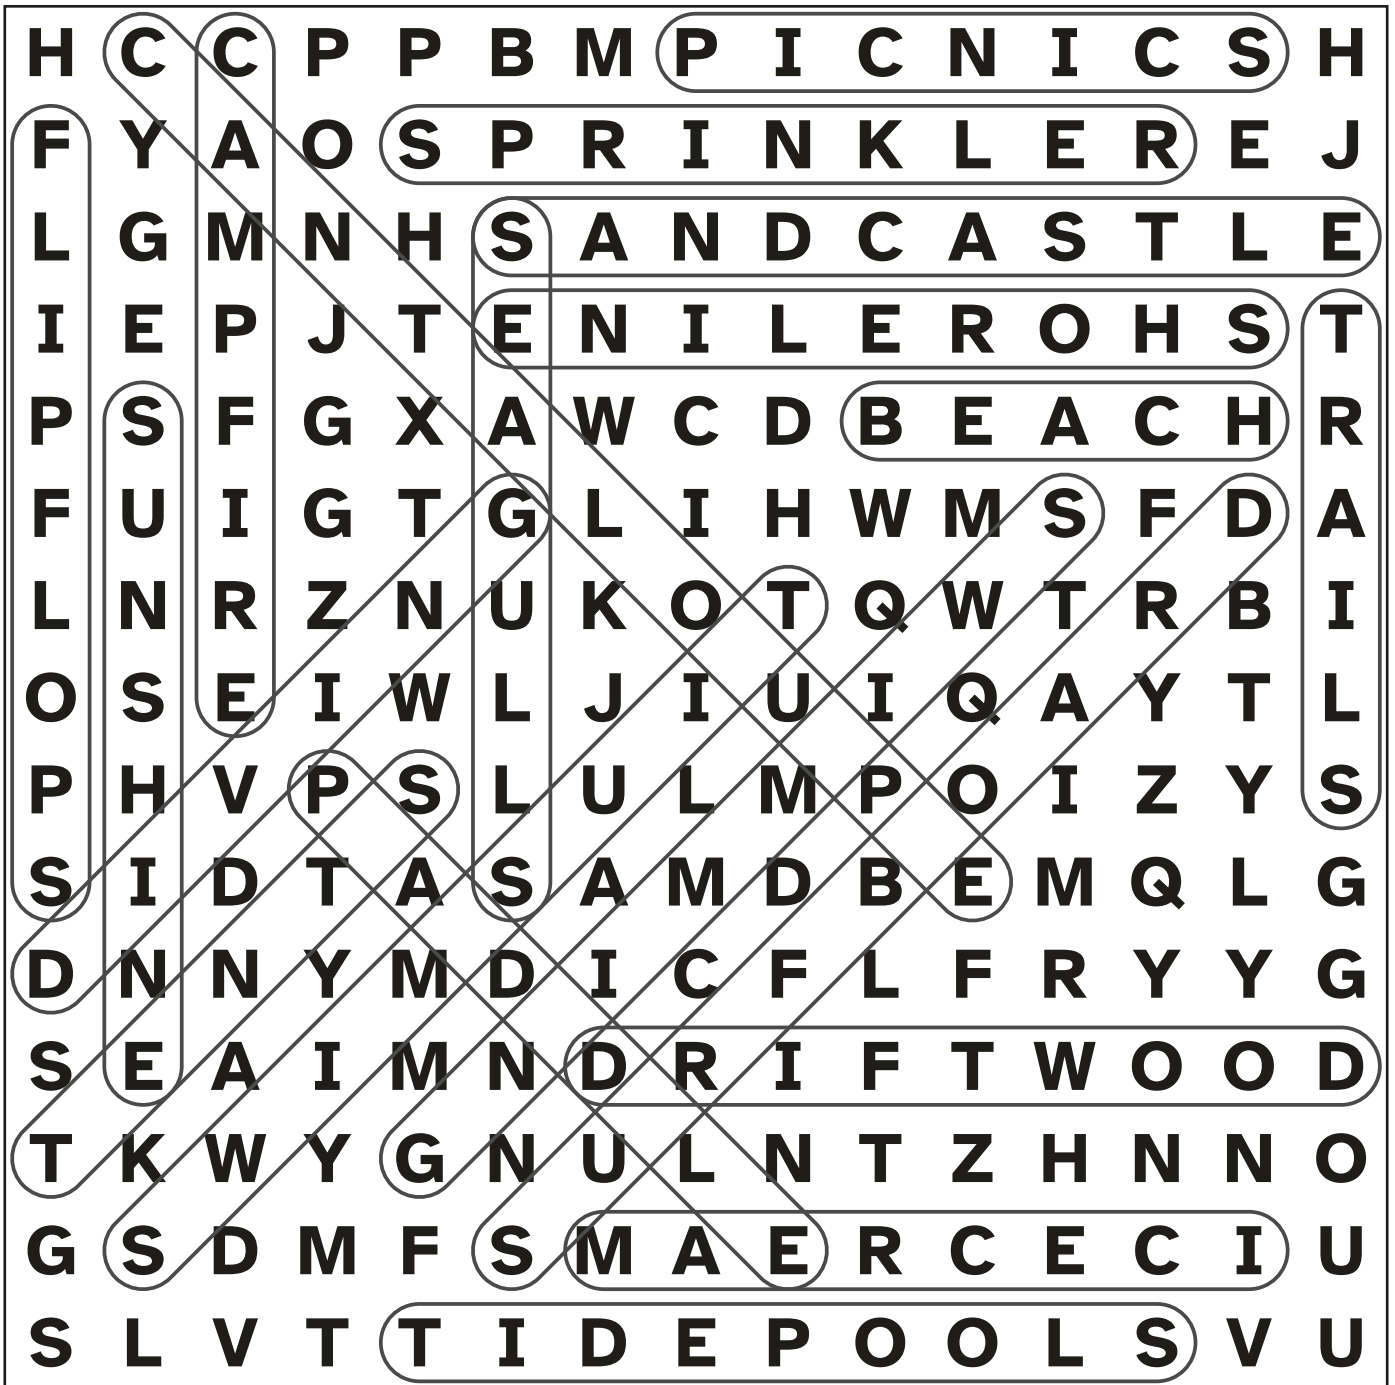 H C C P P B M P I C N I C S H
F Y A O S P R I N K L E R E J
L G M N H S A N D C A S T L E
I E P J T E N I L E R O H S T
P S F G X A W C D B E A C H R
F U I G T G L I H W M S F D A
L N R Z N U K O T Q W T R B I
O S E I W L J I U I Q A Y T L
P H V P S L U L M P O I Z Y S
S I D T A S A M D B E M Q L G
D N N Y M D I C F L F R Y Y G
S E A I M N D R I F T W O O D
T K W Y G N U L N T Z H N N O
G S D M F S M A E R C E C I U
S L V T T I D E P O O L S V U